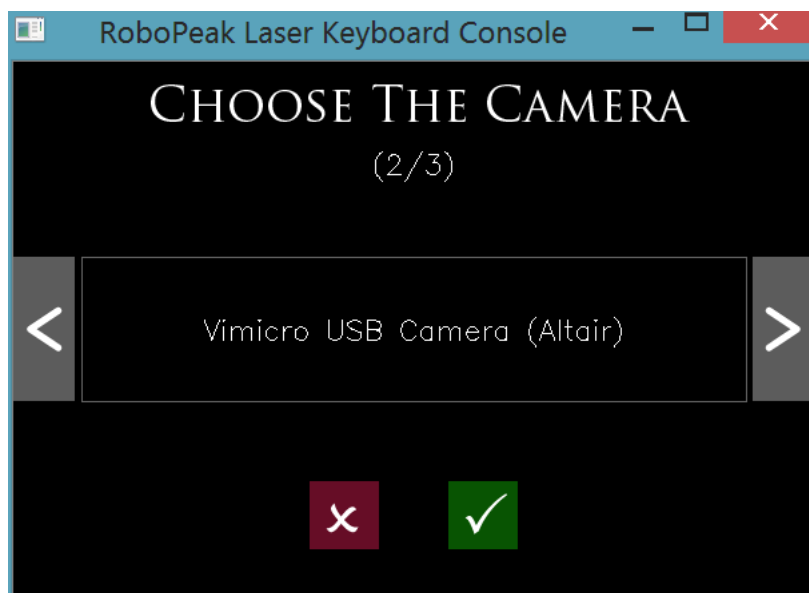 RoboPeak Laser Keyboard Console
CHOOSE THE CAMERA
(2/3)
< Vimicro USB Camera (Altair) >